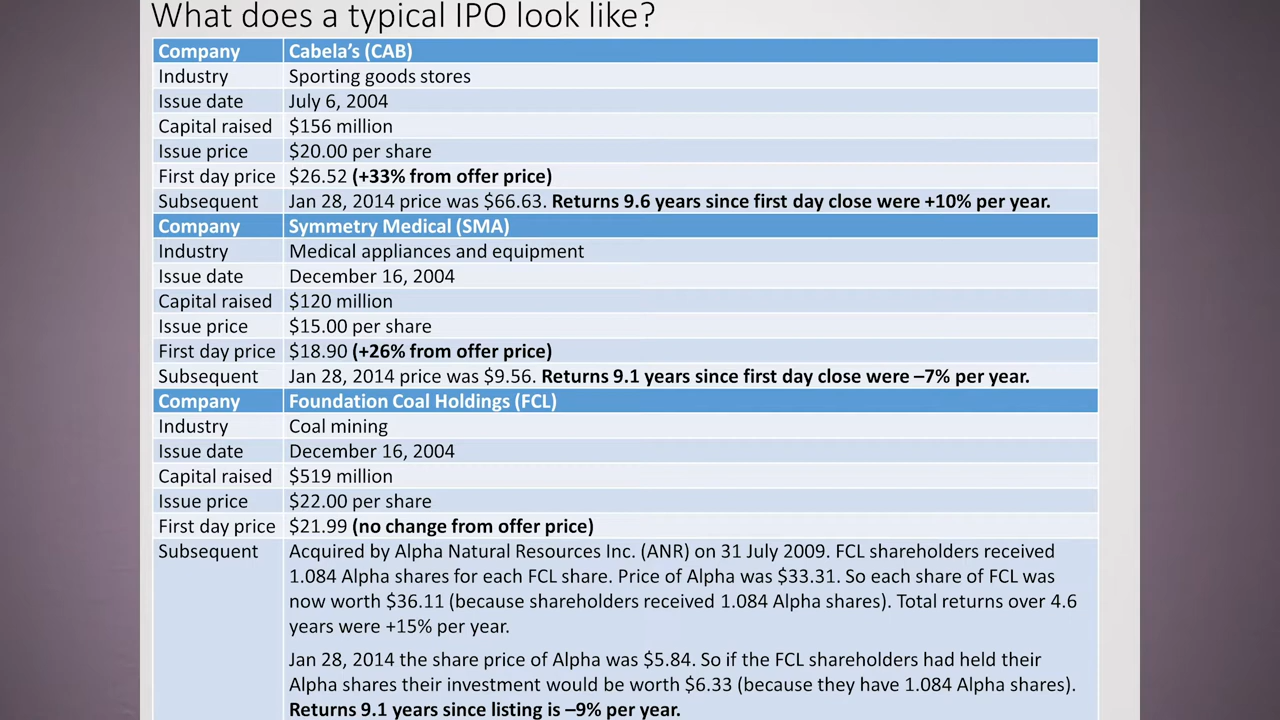 What does a typical IPO look like?
Company Cabela’s (CAB)
Industry Sporting goods stores
Issue date July 6, 2004
Capital raised $156 million
Issue price $20.00 per share
First day price $26.52 (+33% from offer price)
Subsequent Jan 28, 2014 price was $66.63. Returns 9.6 years since first day close were +10% per year.
Company Symmetry Medical (SMA)
Industry Medical appliances and equipment
Issue date December 16, 2004
Capital raised $120 million
Issue price $15.00 per share
First day price $18.90 (+26% from offer price)
Subsequent Jan 28, 2014 price was $9.56. Returns 9.1 years since first day close were –7% per year.
Company Foundation Coal Holdings (FCL)
Industry Coal mining
Issue date December 16, 2004
Capital raised $519 million
Issue price $22.00 per share
First day price $21.99 (no change from offer price)
Subsequent Acquired by Alpha Natural Resources Inc. (ANR) on 31 July 2009. FCL shareholders received
1.084 Alpha shares for each FCL share. Price of Alpha was $33.31. So each share of FCL was
now worth $36.11 (because shareholders received 1.084 Alpha shares). Total returns over 4.6
years were +15% per year.
Jan 28, 2014 the share price of Alpha was $5.84. So if the FCL shareholders had held their
Alpha shares their investment would be worth $6.33 (because they have 1.084 Alpha shares).
Returns 9.1 years since listing is –9% per year.